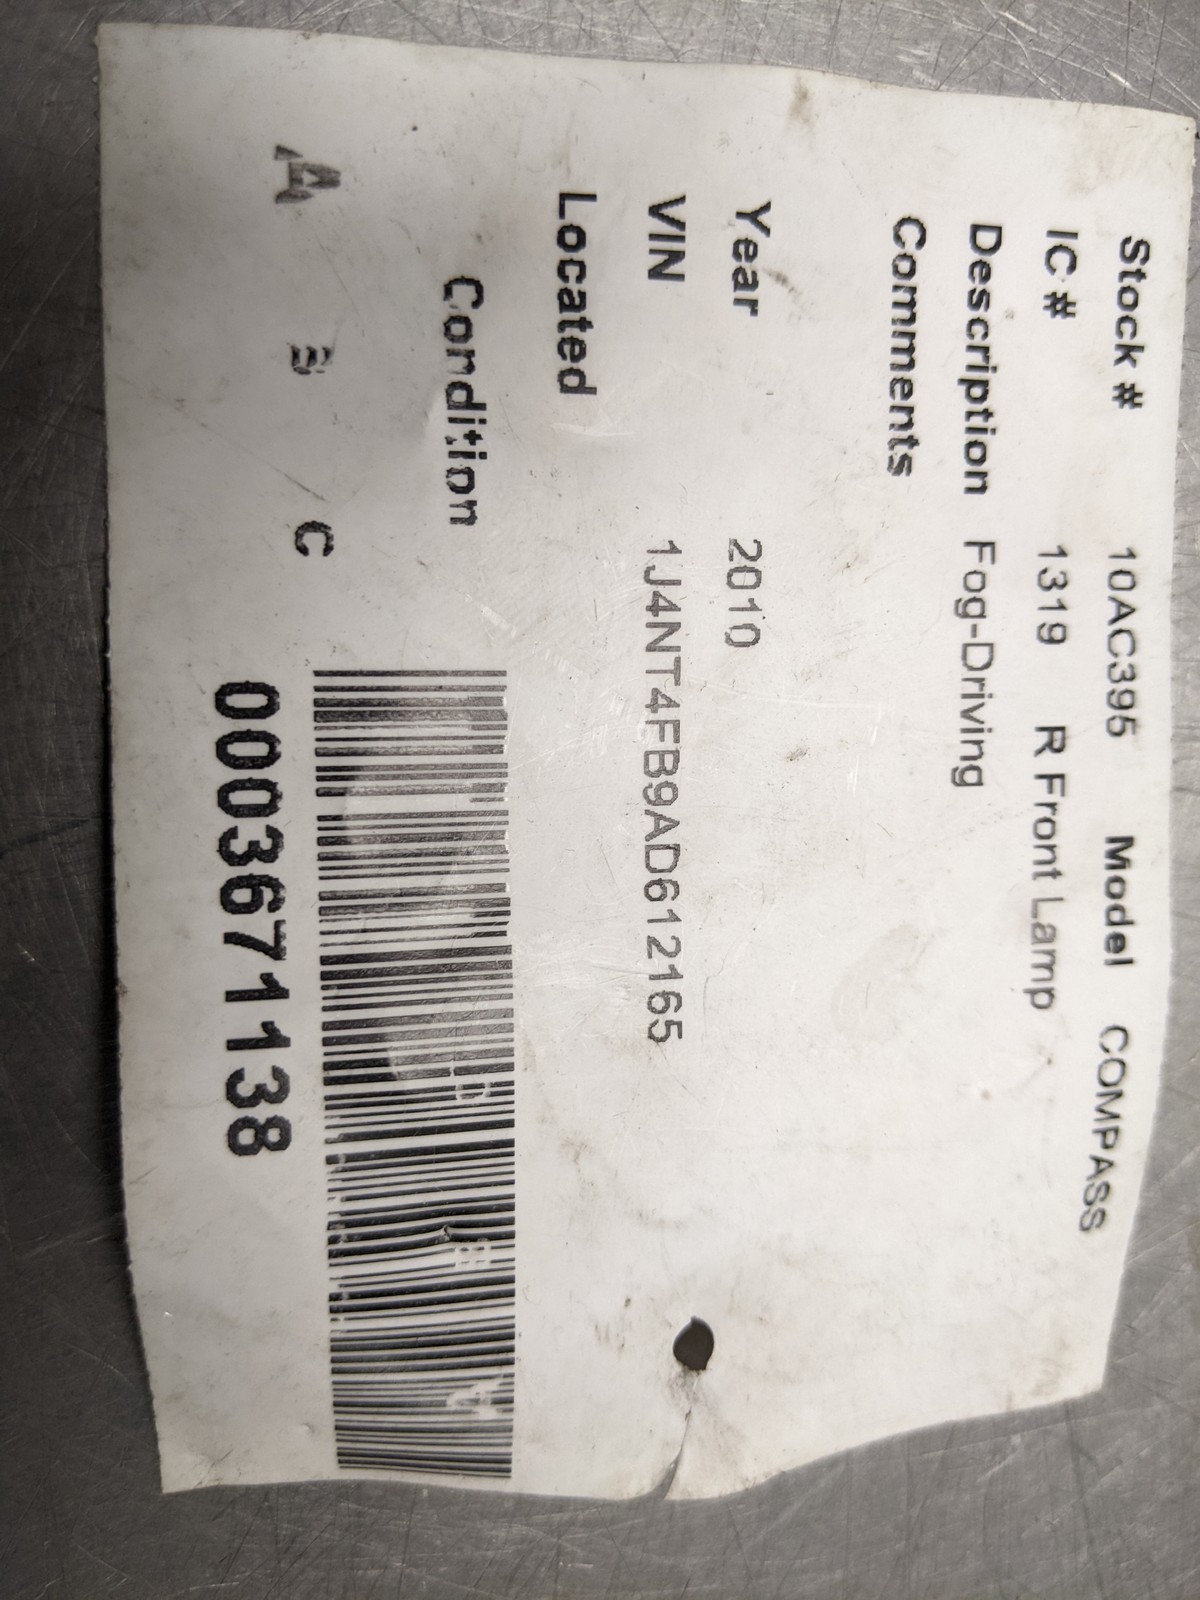 Stock # 10AC395 Model COMPASS
IC # 1319 R Front Lamp
Description Fog-Driving
Comments
Year 2010
VIN 1J4NT4FB9AD612165
Located
Condition
A B C
0003671138